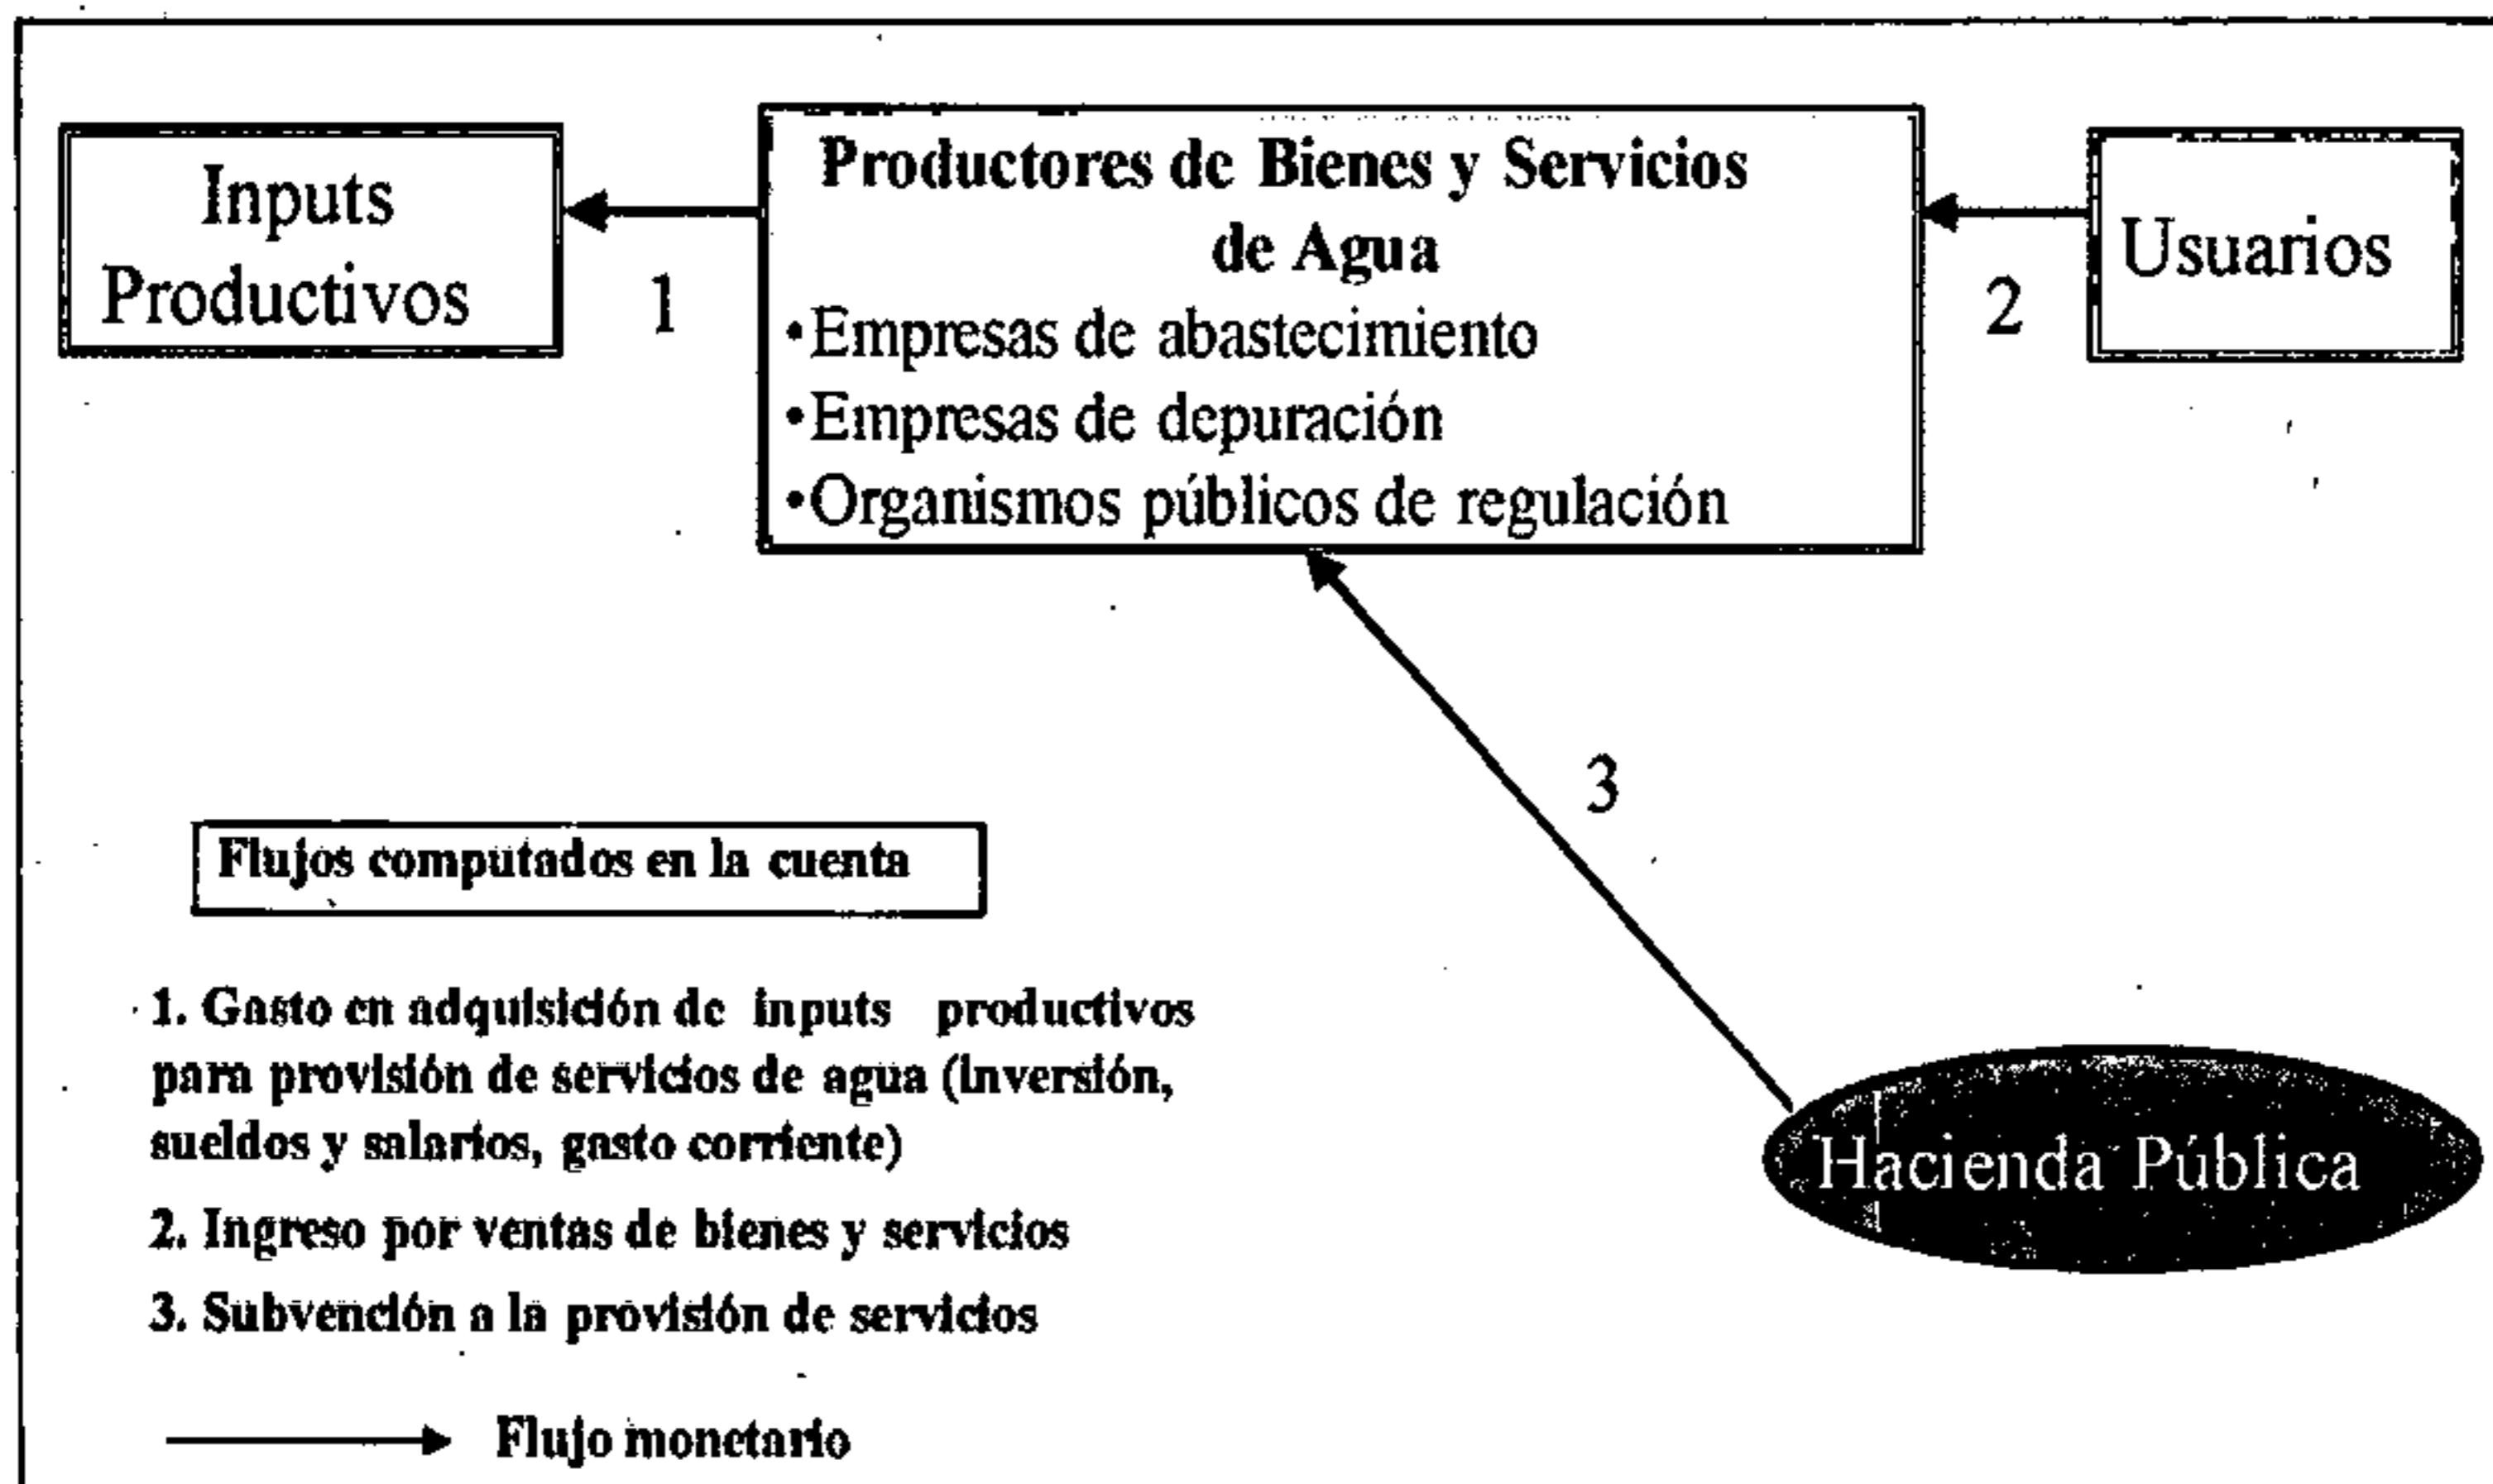 Inputs
Productivos
1
Productores de Bienes y Servicios
de Agua
•Empresas de abastecimiento
•Empresas de depuración
•Organismos públicos de regulación
2
Usuarios
3
Hacienda Pública
Flujos computados en la cuenta
1. Gasto en adquisición de inputs productivos
para provisión de servicios de agua (inversión,
sueldos y salarios, gasto corriente)
2. Ingreso por ventas de bienes y servicios
3. Subvención a la provisión de servicios
Flujo monetario